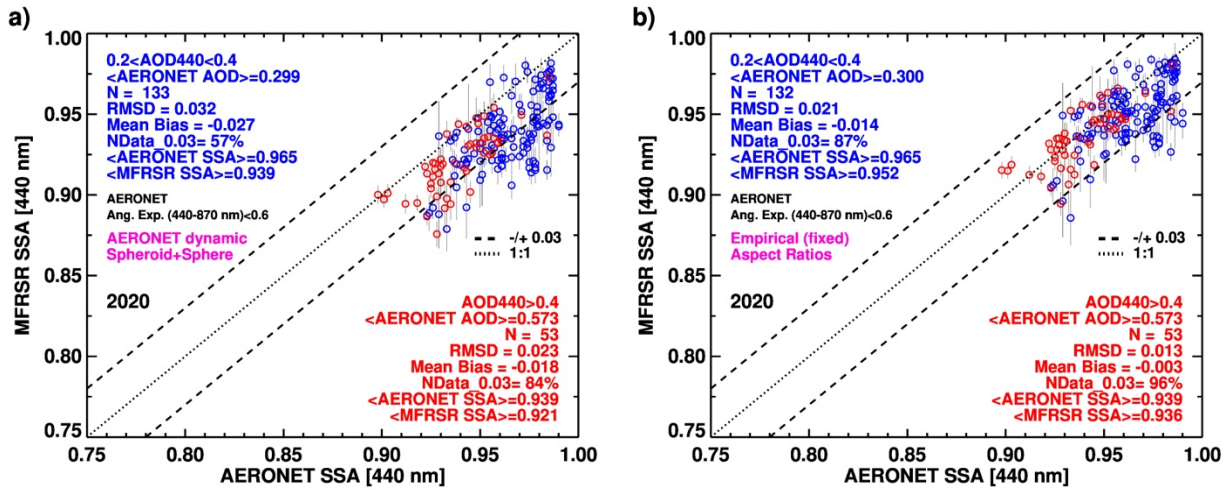 a)
MFRSR SSA [440 nm]
1.00
0.95
0.90
0.85
0.80
0.75
0.2<AOD440<0.4
<AERONET AOD>=0.299
N = 133
RMSD = 0.032
Mean Bias = -0.027
NData_0.03= 57%
<AERONET SSA>=0.965
<MFRSR SSA>=0.939
AERONET
Ang. Exp. (440-870 nm)<0.6
AERONET dynamic
Spheroid+Sphere
-/+ 0.03
1:1
2020
AOD440>0.4
<AERONET AOD>=0.573
N = 53
RMSD = 0.023
Mean Bias = -0.018
NData_0.03= 84%
<AERONET SSA>=0.939
<MFRSR SSA>=0.921
0.75 0.80 0.85 0.90 0.95 1.00
AERONET SSA [440 nm]
b)
MFRSR SSA [440 nm]
1.00
0.95
0.90
0.85
0.80
0.75
0.2<AOD440<0.4
<AERONET AOD>=0.300
N = 132
RMSD = 0.021
Mean Bias = -0.014
NData_0.03= 87%
<AERONET SSA>=0.965
<MFRSR SSA>=0.952
AERONET
Ang. Exp. (440-870 nm)<0.6
Empirical (fixed)
Aspect Ratios
-/+ 0.03
1:1
2020
AOD440>0.4
<AERONET AOD>=0.573
N = 53
RMSD = 0.013
Mean Bias = -0.003
NData_0.03= 96%
<AERONET SSA>=0.939
<MFRSR SSA>=0.936
0.75 0.80 0.85 0.90 0.95 1.00
AERONET SSA [440 nm]